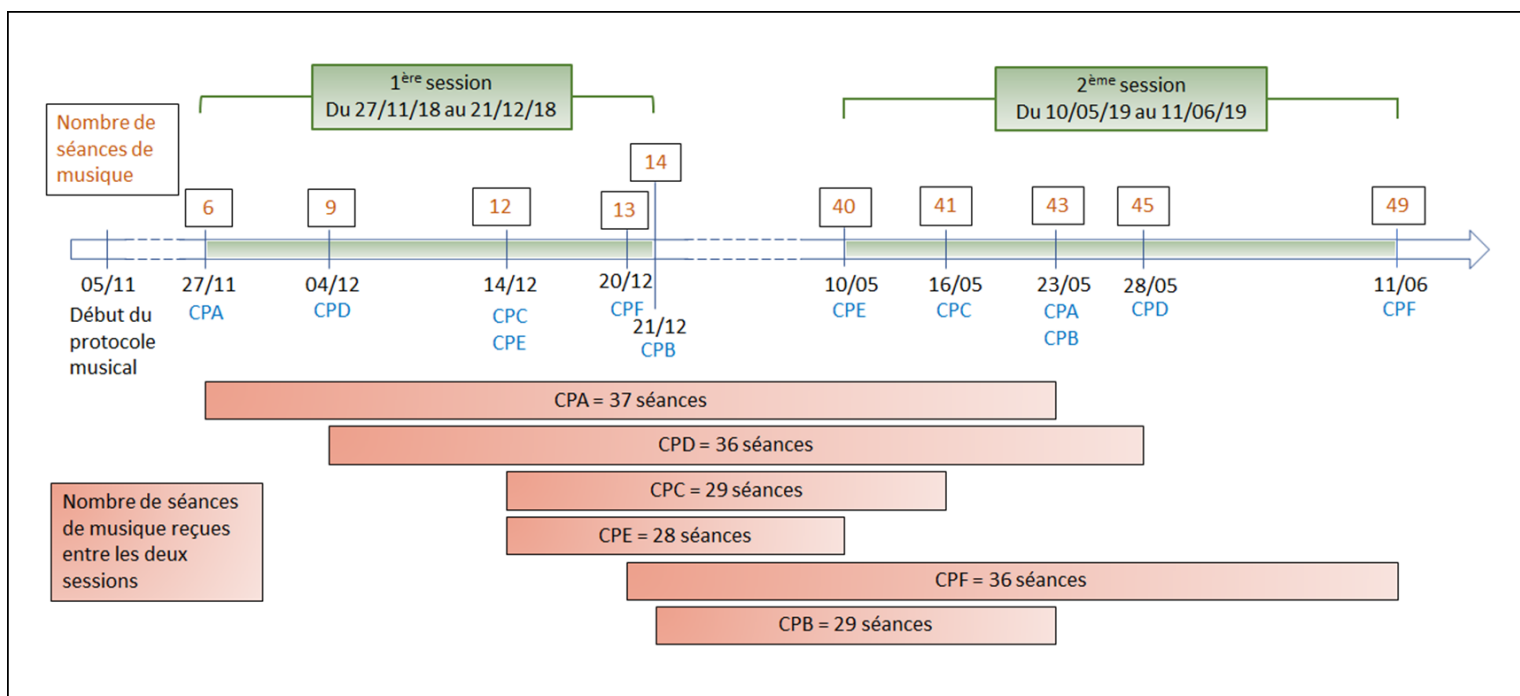 1ère session
Du 27/11/18 au 21/12/18
2ème session
Du 10/05/19 au 11/06/19
Nombre de
séances de
musique
6
9
12
13
14
40
41
43
45
49
05/11
Début du
protocole
musical
27/11
CPA
04/12
CPD
14/12
CPC
CPE
20/12
CPF
21/12
CPB
10/05
CPE
16/05
CPC
23/05
CPA
CPB
28/05
CPD
11/06
CPF
CPA = 37 séances
CPD = 36 séances
CPC = 29 séances
CPE = 28 séances
CPF = 36 séances
CPB = 29 séances
Nombre de séances
de musique reçues
entre les deux
sessions